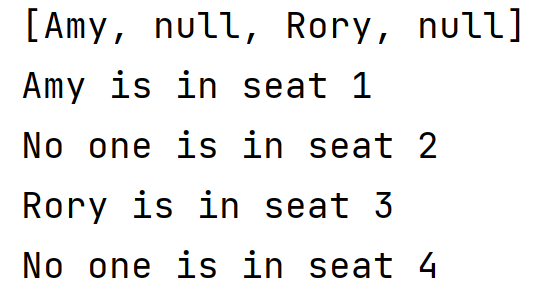 [Amy, null, Rory, null]
Amy is in seat 1
No one is in seat 2
Rory is in seat 3
No one is in seat 4